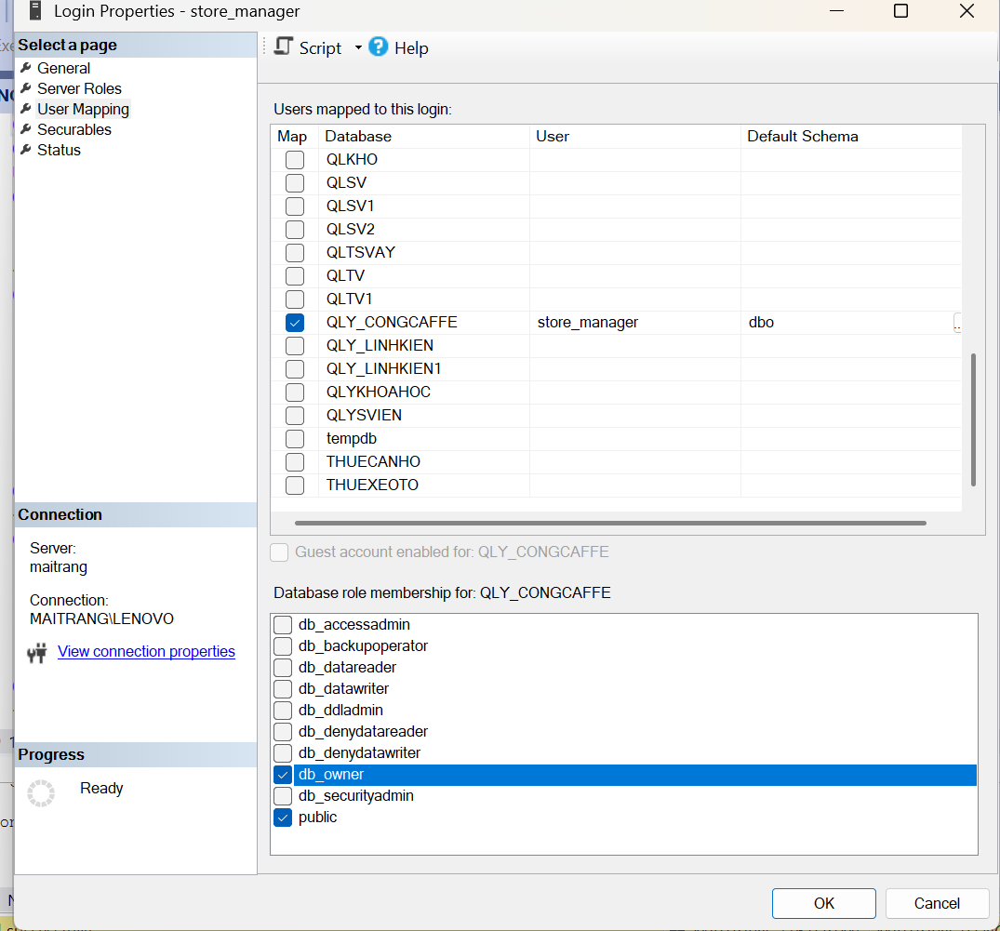 Login Properties - store_manager
Select a page
General
Server Roles
User Mapping
Securables
Status
Connection
Server:
maitrang
Connection:
MAITRANG\LENOVO
View connection properties
Progress
Ready
Script
Help
Users mapped to this login:
Map Database User Default Schema
QLKHO
QLSV
QLSV1
QLSV2
QLTSVAY
QLTV
QLTV1
QLY_CONGCAFFE store_manager dbo ...
QLY_LINHKIEN
QLY_LINHKIEN1
QLYKHOAHOC
QLYSVIEN
tempdb
THUECANHO
THUEXEOTO
Guest account enabled for: QLY_CONGCAFFE
Database role membership for: QLY_CONGCAFFE
db_accessadmin
db_backupoperator
db_datareader
db_datawriter
db_ddladmin
db_denydatareader
db_denydatawriter
db_owner
db_securityadmin
public
OK Cancel